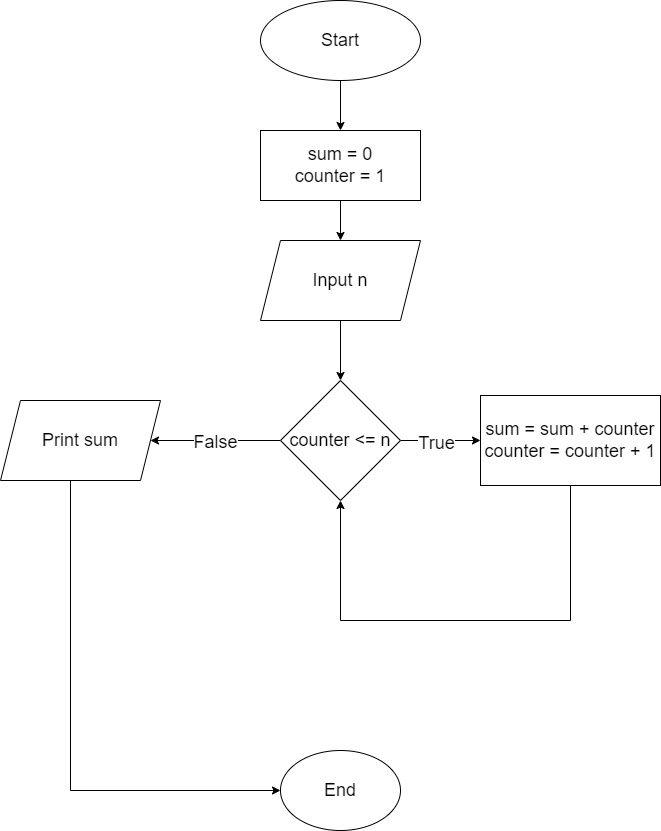 Start
sum = 0
counter = 1
Input n
counter <= n
True
sum = sum + counter
counter = counter + 1
False
Print sum
End